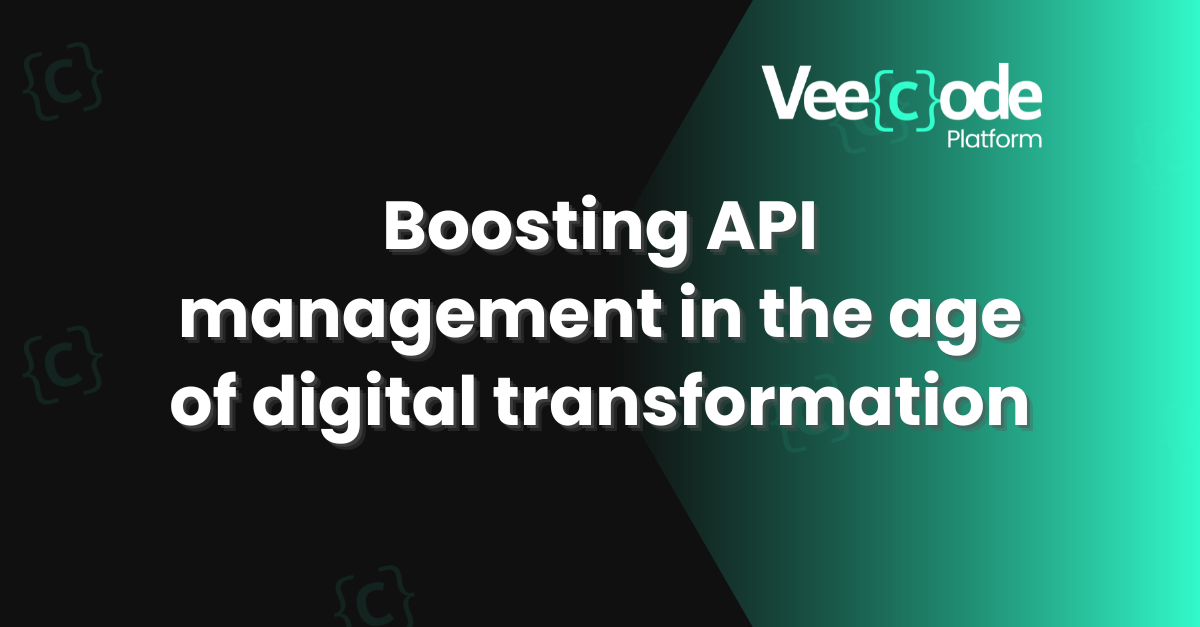 Vee{c}ode
Platform
Boosting API
management in the age
of digital transformation
{c}
{c}
{c}
{c}
{c}